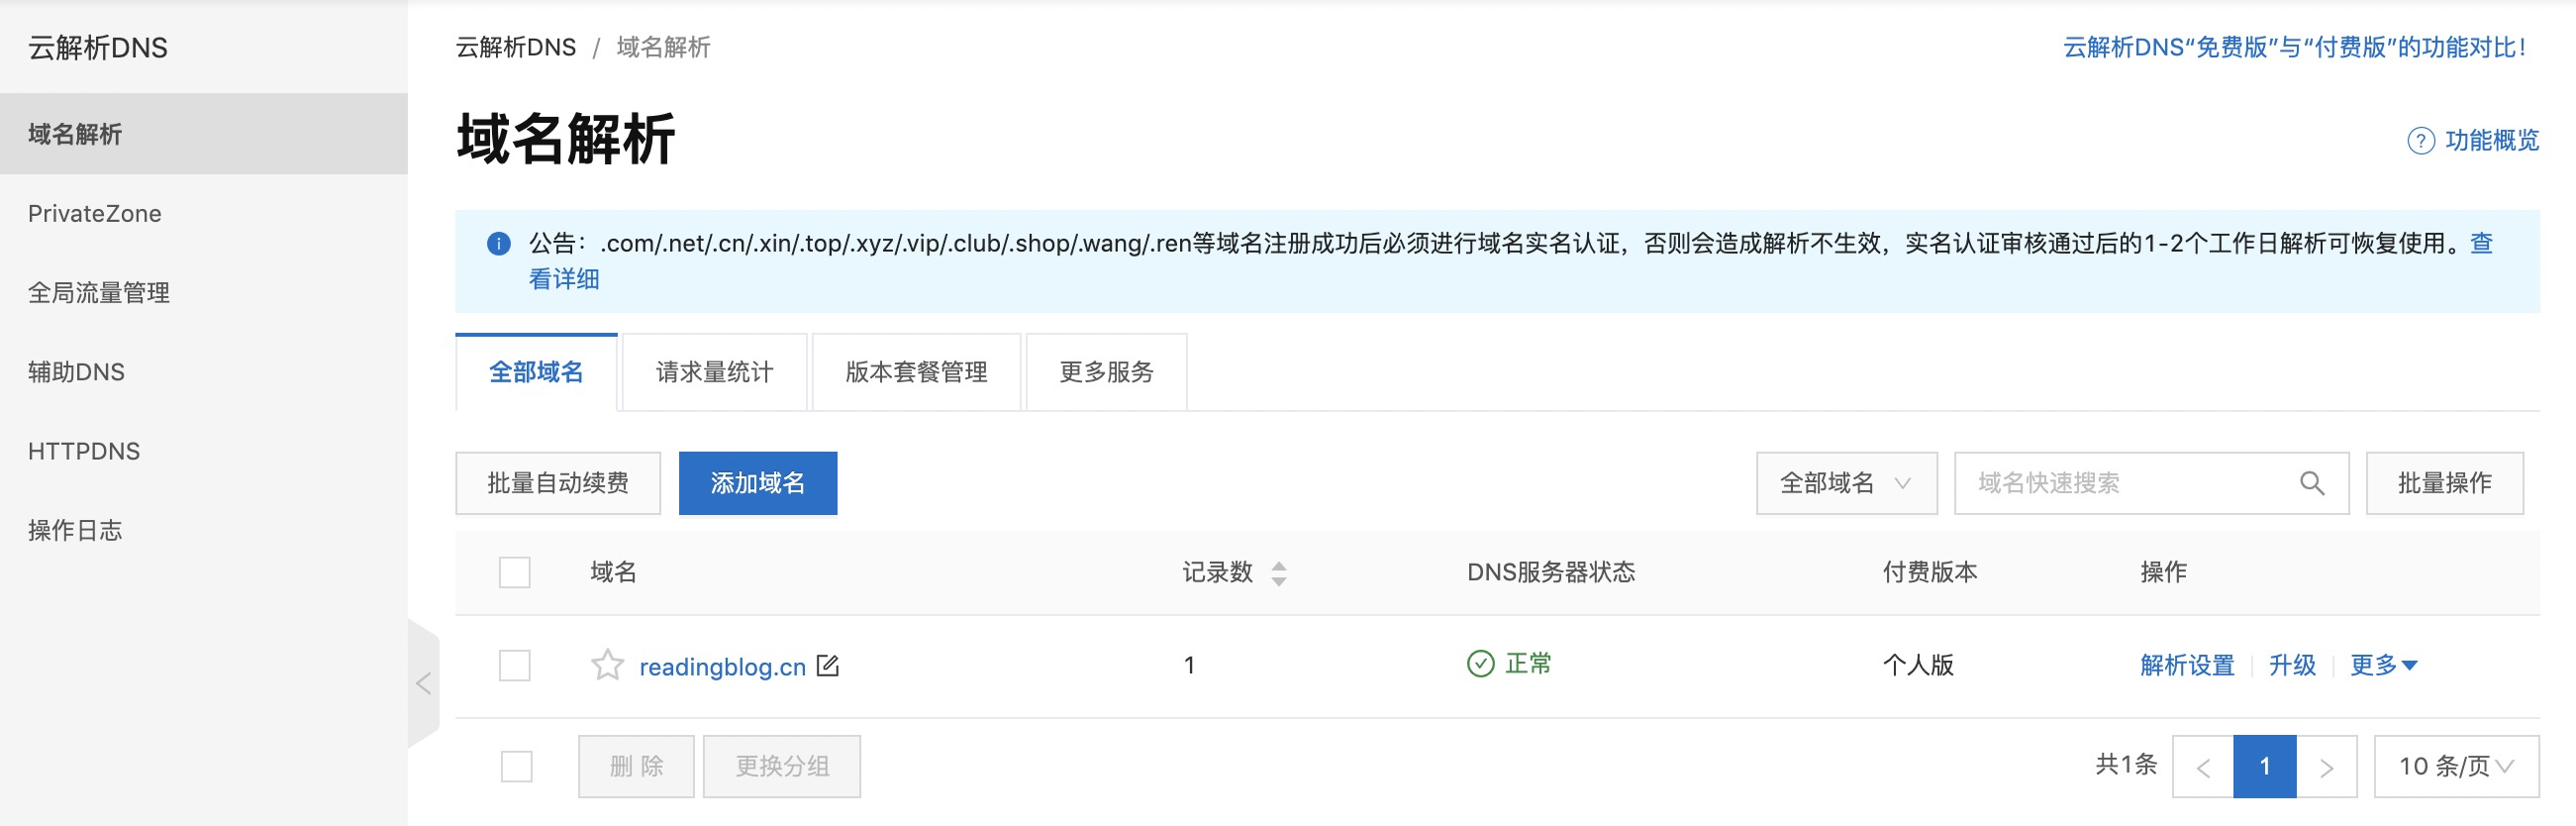 云解析DNS
域名解析
PrivateZone
全局流量管理
辅助DNS
HTTPDNS
操作日志
云解析DNS / 域名解析
云解析DNS“免费版”与“付费版”的功能对比!
域名解析
功能概览
公告：.com/.net/.cn/.xin/.top/.xyz/.vip/.club/.shop/.wang/.ren等域名注册成功后必须进行域名实名认证，否则会造成解析不生效，实名认证审核通过后的1-2个工作日解析可恢复使用。查
看详细
全部域名 请求量统计 版本套餐管理 更多服务
批量自动续费 添加域名 全部域名 域名快速搜索 批量操作
域名 记录数 DNS服务器状态 付费版本 操作
readingblog.cn 1 正常 个人版 解析设置 升级 更多
删 除 更换分组 共1条 < 1 > 10 条/页